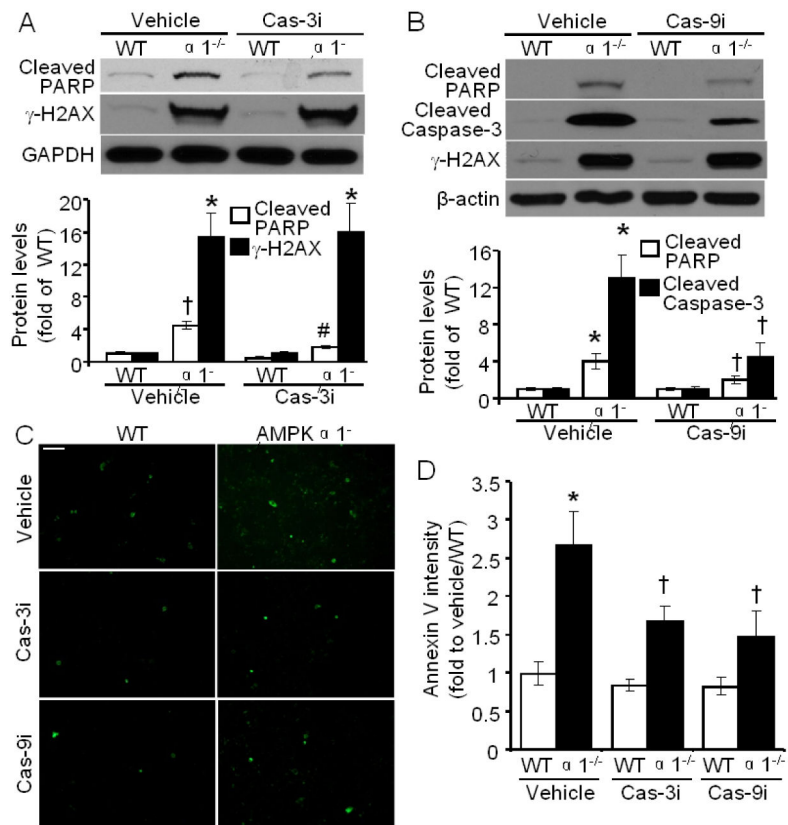 A
Vehicle Cas-3i
WT α 1-/- WT α 1-
Cleaved
PARP
γ-H2AX
GAPDH
Protein levels
(fold of WT)
20
16
12
8
4
0
Cleaved
PARP
γ-H2AX
*
*
†
#
WT α 1- WT α 1-
Vehicle Cas-3i
B
Vehicle Cas-9i
WT α 1-/- WT α 1-/-
Cleaved
PARP
Cleaved
Caspase-3
γ-H2AX
β-actin
Protein levels
(fold of WT)
16
12
8
4
0
Cleaved
PARP
Cleaved
Caspase-3
*
*
†
†
WT α 1- WT α 1-
Vehicle Cas-9i
C
WT AMPK α 1-
Vehicle
Cas-3i
Cas-9i
D
Annexin V intensity
(fold to vehicle/WT)
3.5
3
2.5
2
1.5
1
0.5
0
*
†
†
WT α 1-/- WT α 1-/- WT α 1-/-
Vehicle Cas-3i Cas-9i